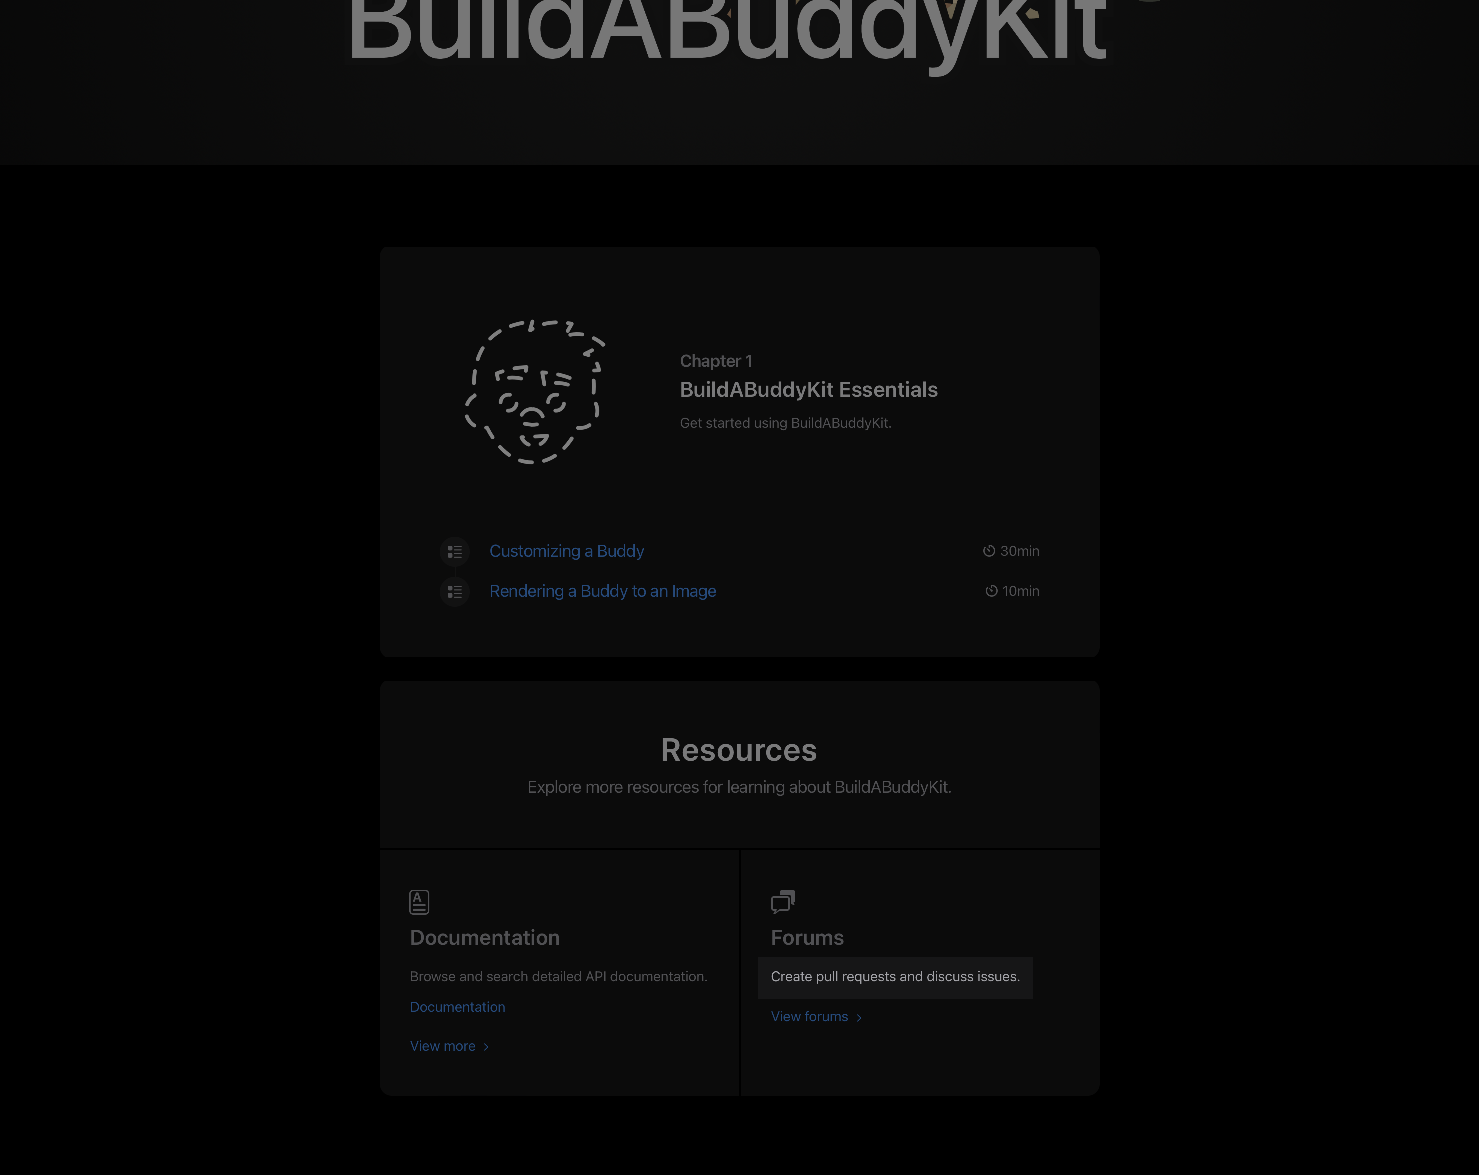 BuildABuddyKit
Chapter 1
BuildABuddyKit Essentials
Get started using BuildABuddyKit.
Customizing a Buddy
30min
Rendering a Buddy to an Image
10min
Resources
Explore more resources for learning about BuildABuddyKit.
Documentation
Browse and search detailed API documentation.
Documentation
View more
Forums
Create pull requests and discuss issues.
View forums